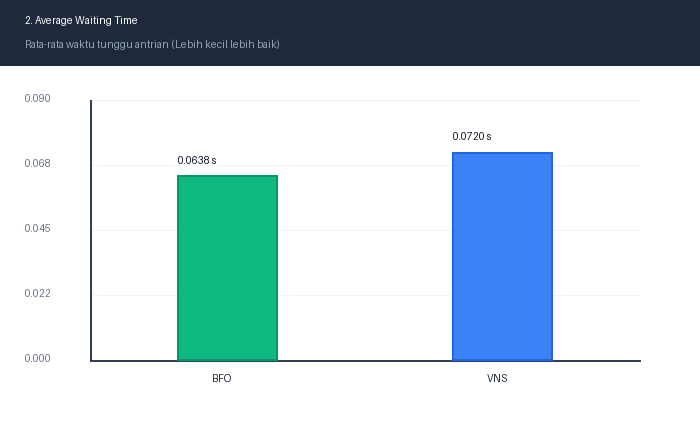 2. Average Waiting Time
Rata-rata waktu tunggu antrian (Lebih kecil lebih baik)
0.090
0.068
0.045
0.022
0.000
0.0638 s
0.0720 s
BFO
VNS